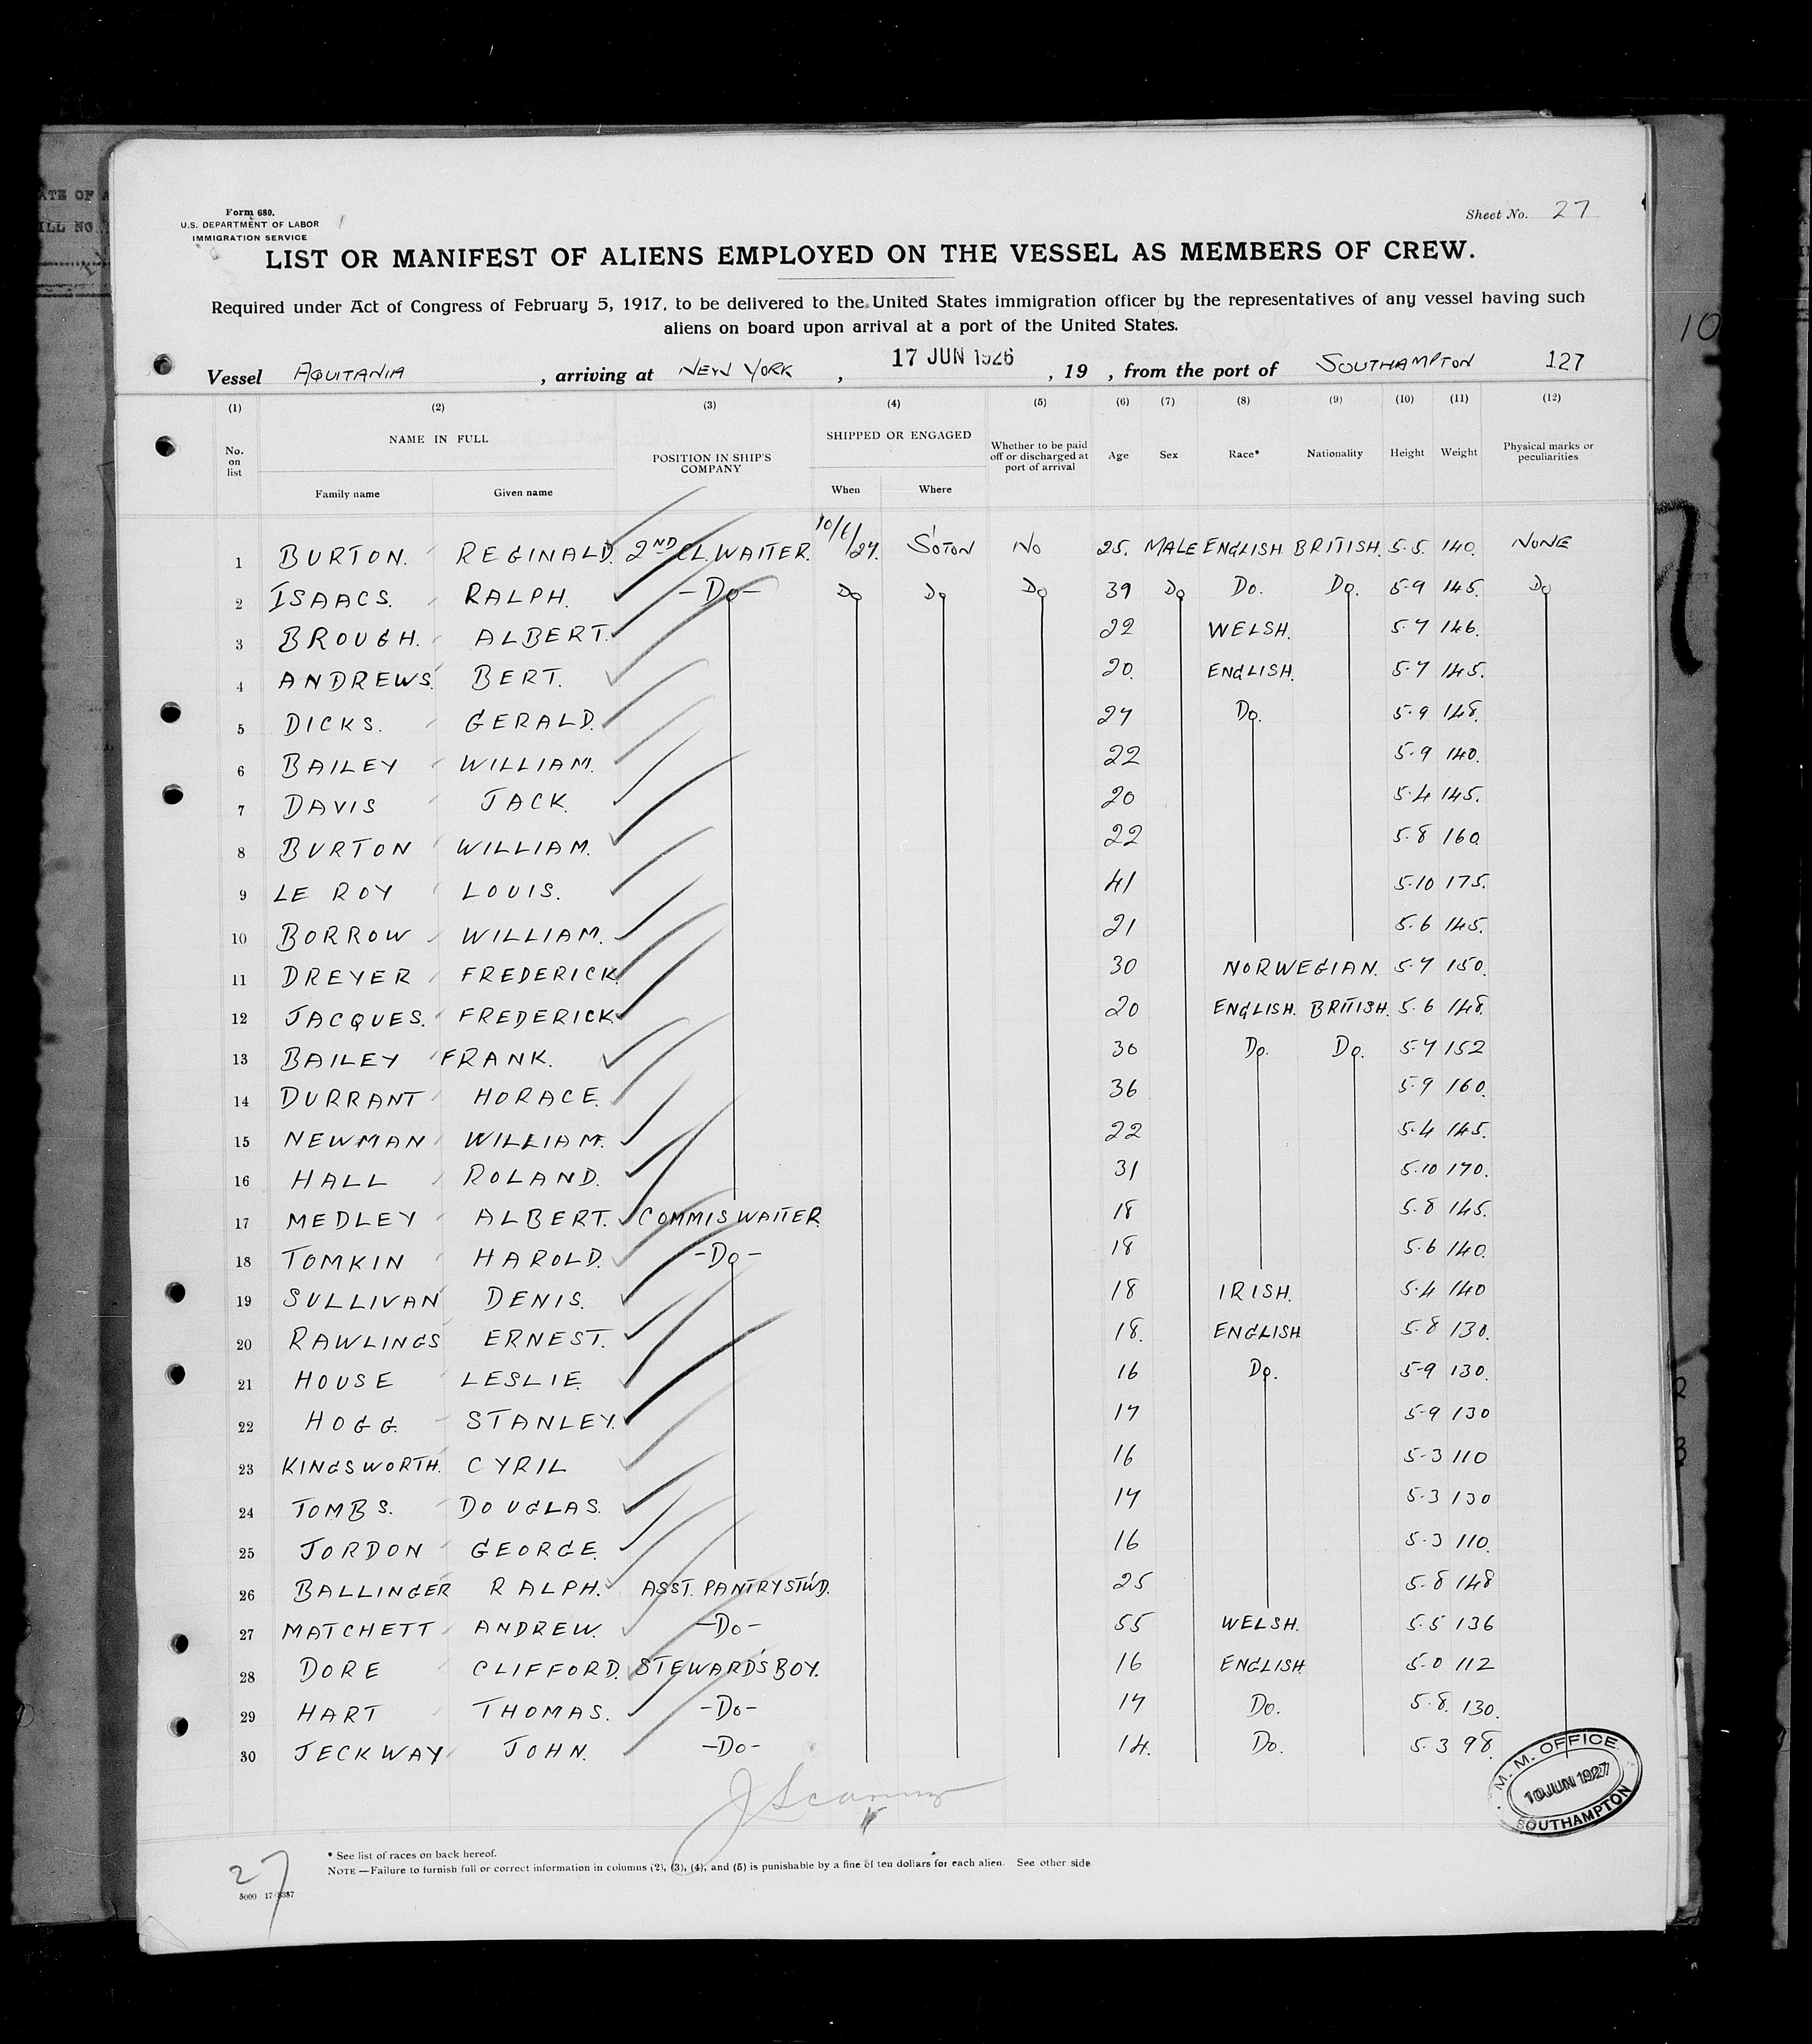 Form 680.
U.S. DEPARTMENT OF LABOR
IMMIGRATION SERVICE
Sheet No. 27
LIST OR MANIFEST OF ALIENS EMPLOYED ON THE VESSEL AS MEMBERS OF CREW.
Required under Act of Congress of February 5, 1917, to be delivered to the United States immigration officer by the representatives of any vessel having such
aliens on board upon arrival at a port of the United States.
Vessel AQUITANIA, arriving at NEW YORK, 17 JUN 1926, 19 , from the port of SOUTHAMPTON 127
(1) (2) (3) (4) (5) (6) (7) (8) (9) (10) (11) (12)
No. on list NAME IN FULL Family name Given name POSITION IN SHIP'S COMPANY SHIPPED OR ENGAGED When Where Whether to be paid off or discharged at port of arrival Age Sex Race* Nationality Height Weight Physical marks or peculiarities
1 BURTON. REGINALD. 2ND CL. WAITER. 10/6/27. S'OTON NO 25. MALE ENGLISH. BRITISH. 5.5. 140. NONE
2 ISAACS. RALPH. -DO- DO DO DO 39 DO DO. DO. 5-9 145. DO
3 BROUGH. ALBERT. 22 WELSH. 5.7 146.
4 ANDREWS. BERT. 20. ENGLISH. 5.7 145.
5 DICKS. GERALD. 27 DO. 5.9 148.
6 BAILEY WILLIAM. 22 5.9 140.
7 DAVIS JACK. 20 5.4 145.
8 BURTON WILLIAM. 22 5.8 160
9 LE ROY LOUIS. 41 5.10 175.
10 BORROW WILLIAM. 21 5.6 145.
11 DREYER FREDERICK. 30 NORWEGIAN. 5.7 150.
12 JACQUES. FREDERICK 20 ENGLISH. BRITISH. 5.6 148.
13 BAILEY FRANK. 30 DO. DO. 5.7 152
14 DURRANT HORACE. 36 5.9 160.
15 NEWMAN WILLIAM. 22 5.4 145.
16 HALL ROLAND. 31 5.10 170.
17 MEDLEY ALBERT. COMMIS WAITER. 18 5.8 145.
18 TOMKIN HAROLD. -DO- 18 5.6 140.
19 SULLIVAN DENIS. 18 IRISH. 5.4 140
20 RAWLINGS ERNEST. 18. ENGLISH 5.8 130.
21 HOUSE LESLIE. 16 DO. 5-9 130.
22 HOGG. STANLEY. 17 5-9 130
23 KINGSWORTH. CYRIL 16 5-3 110
24 TOMBS. DOUGLAS. 17 5.3 130
25 JORDON GEORGE. 16 5.3 110.
26 BALLINGER RALPH. ASST. PANTRY ST'W'D. 25 5.8 148
27 MATCHETT ANDREW. -DO- 55 WELSH. 5.5 136
28 DORE CLIFFORD. STEWARD'S BOY. 16 ENGLISH 5.0 112
29 HART THOMAS. -DO- 17 DO. 5.8. 130.
30 JECKWAY JOHN. -DO- 14. DO. 5.3 98.
M. M. OFFICE
10 JUN 1927
SOUTHAMPTON
* See list of races on back hereof.
NOTE—Failure to furnish full or correct information in columns (2), (3), (4), and (5) is punishable by a fine of ten dollars for each alien. See other side
27